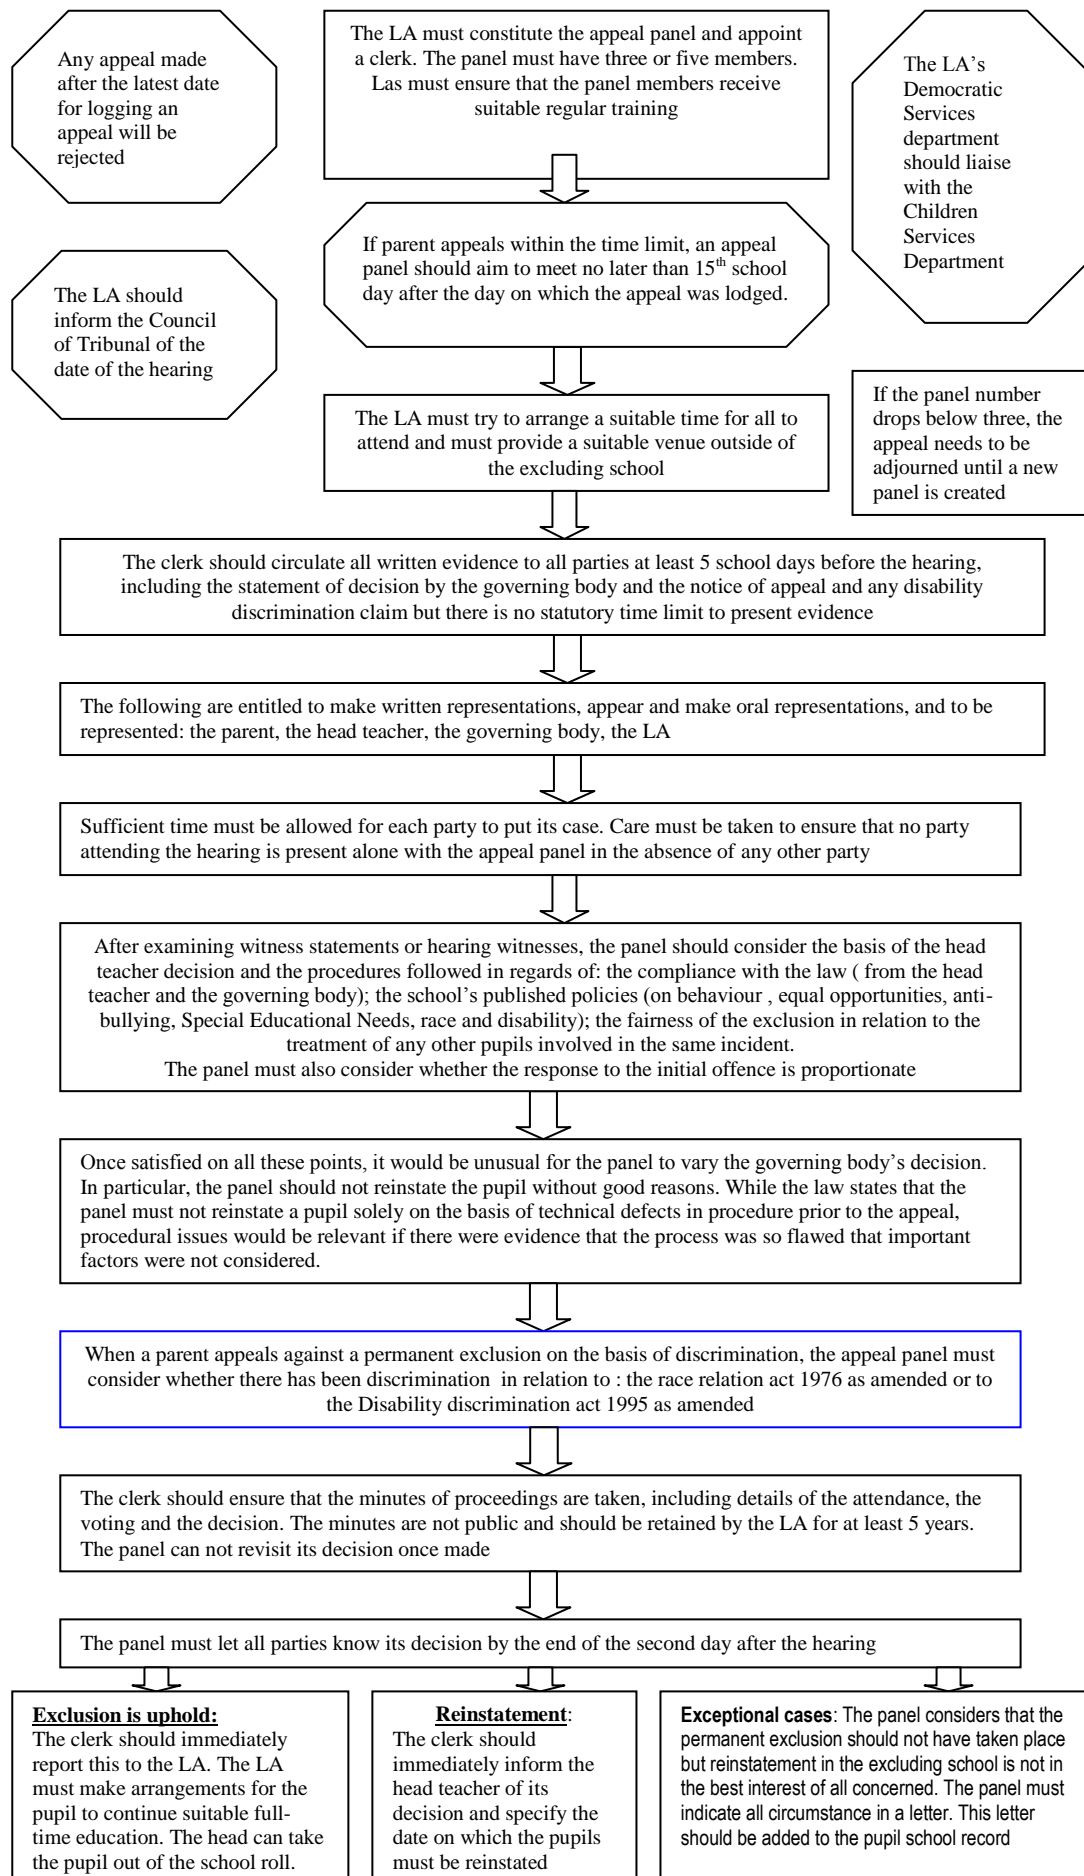 Any appeal made
after the latest date
for logging an
appeal will be
rejected
The LA must constitute the appeal panel and appoint
a clerk. The panel must have three or five members.
Las must ensure that the panel members receive
suitable regular training
The LA's
Democratic
Services
department
should liaise
with the
Children
Services
Department
The LA should
inform the Council
of Tribunal of the
date of the hearing
If parent appeals within the time limit, an appeal
panel should aim to meet no later than 15th school
day after the day on which the appeal was lodged.
The LA must try to arrange a suitable time for all to
attend and must provide a suitable venue outside of
the excluding school
If the panel number
drops below three, the
appeal needs to be
adjourned until a new
panel is created
The clerk should circulate all written evidence to all parties at least 5 school days before the hearing,
including the statement of decision by the governing body and the notice of appeal and any disability
discrimination claim but there is no statutory time limit to present evidence
The following are entitled to make written representations, appear and make oral representations, and to be
represented: the parent, the head teacher, the governing body, the LA
Sufficient time must be allowed for each party to put its case. Care must be taken to ensure that no party
attending the hearing is present alone with the appeal panel in the absence of any other party
After examining witness statements or hearing witnesses, the panel should consider the basis of the head
teacher decision and the procedures followed in regards of: the compliance with the law ( from the head
teacher and the governing body); the school's published policies (on behaviour , equal opportunities, anti-
bullying, Special Educational Needs, race and disability); the fairness of the exclusion in relation to the
treatment of any other pupils involved in the same incident.
The panel must also consider whether the response to the initial offence is proportionate
Once satisfied on all these points, it would be unusual for the panel to vary the governing body's decision.
In particular, the panel should not reinstate the pupil without good reasons. While the law states that the
panel must not reinstate a pupil solely on the basis of technical defects in procedure prior to the appeal,
procedural issues would be relevant if there were evidence that the process was so flawed that important
factors were not considered.
When a parent appeals against a permanent exclusion on the basis of discrimination, the appeal panel must
consider whether there has been discrimination in relation to : the race relation act 1976 as amended or to
the Disability discrimination act 1995 as amended
The clerk should ensure that the minutes of proceedings are taken, including details of the attendance, the
voting and the decision. The minutes are not public and should be retained by the LA for at least 5 years.
The panel can not revisit its decision once made
The panel must let all parties know its decision by the end of the second day after the hearing
Exclusion is uphold:
The clerk should immediately
report this to the LA. The LA
must make arrangements for the
pupil to continue suitable full-
time education. The head can take
the pupil out of the school roll.
Reinstatement:
The clerk should
immediately inform the
head teacher of its
decision and specify the
date on which the pupils
must be reinstated
Exceptional cases: The panel considers that the
permanent exclusion should not have taken place
but reinstatement in the excluding school is not in
the best interest of all concerned. The panel must
indicate all circumstance in a letter. This letter
should be added to the pupil school record